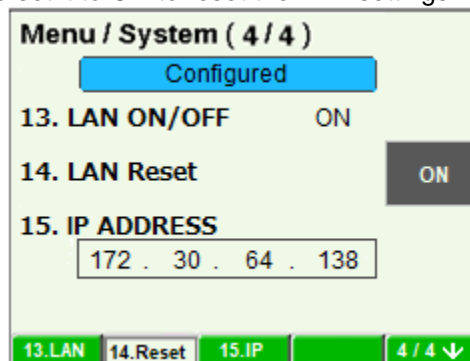 Menu / System ( 4 / 4 )
Configured
13. LAN ON/OFF ON
14. LAN Reset ON
15. IP ADDRESS
172 . 30 . 64 . 138
13.LAN 14.Reset 15.IP 4 / 4